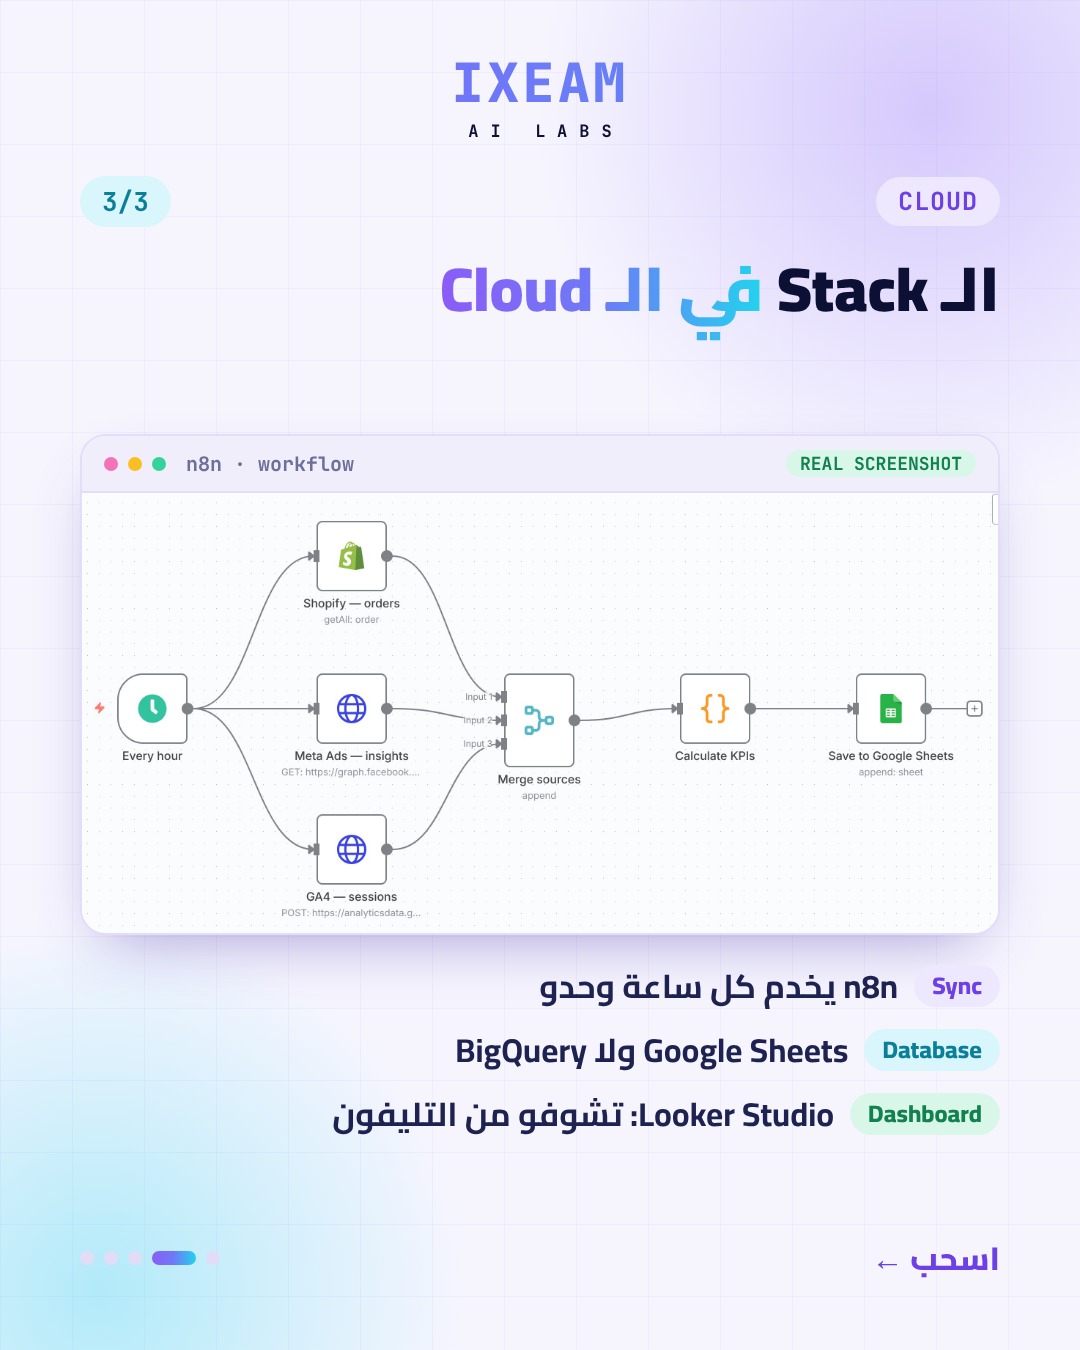 IXEAM
AI LABS
3/3
CLOUD
الـ Stack في الـ Cloud
n8n · workflow
REAL SCREENSHOT
Shopify — orders
getAll: order
Every hour
Meta Ads — insights
GET: https://graph.facebook....
GA4 — sessions
POST: https://analyticsdata.g...
Input 1
Input 2
Input 3
Merge sources
append
Calculate KPIs
Save to Google Sheets
append: sheet
Sync n8n يخدم كل ساعة وحدو
Database Google Sheets ولا BigQuery
Dashboard Looker Studio: تشوفو من التليفون
اسحب ←